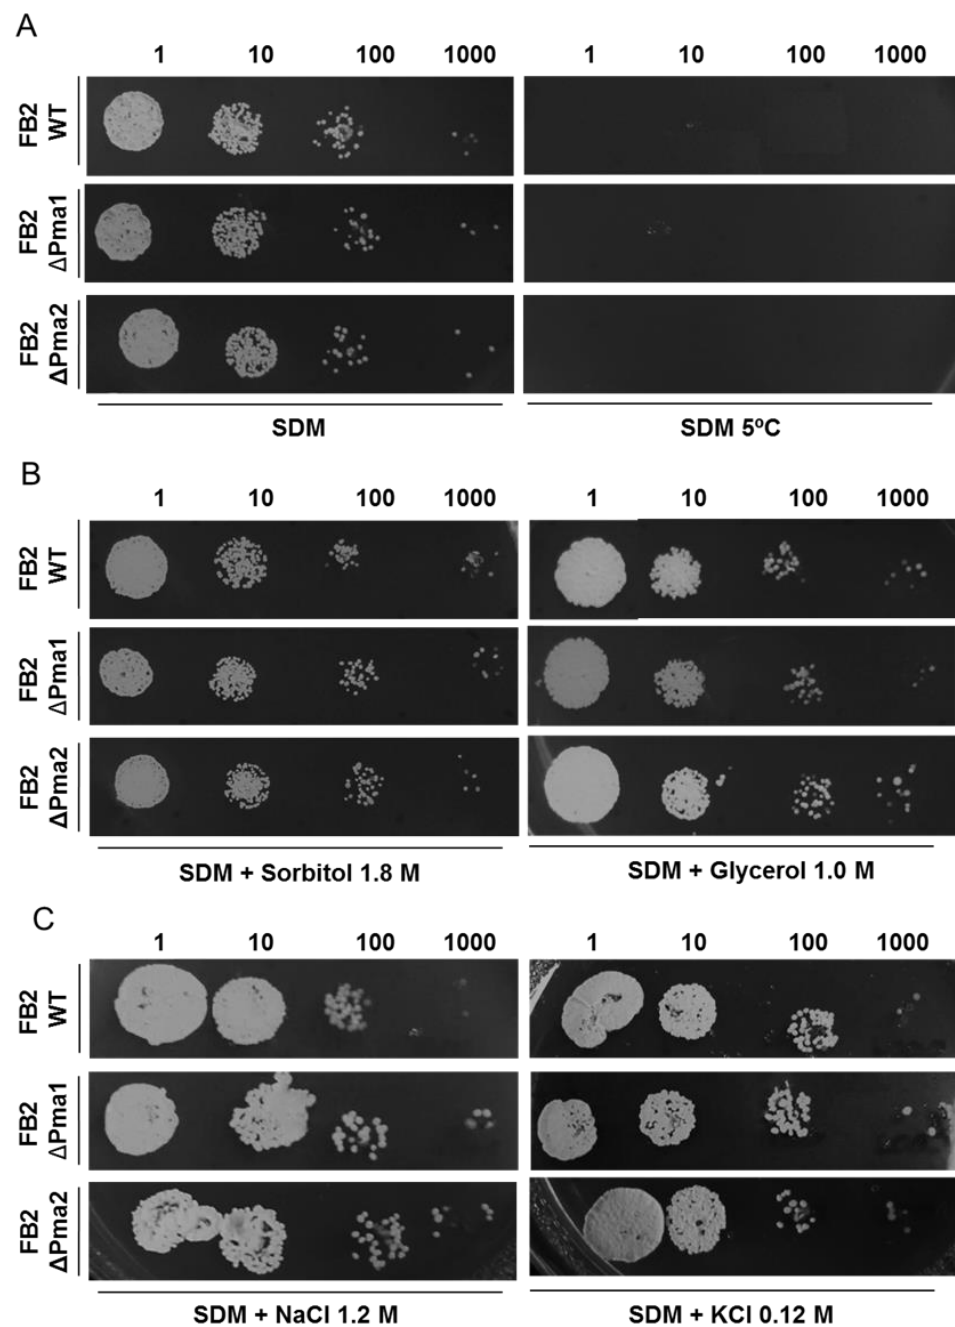 A
1 10 100 1000 1 10 100 1000
FB2
WT
FB2
ΔPma1
FB2
ΔPma2
SDM SDM 5ºC
B
1 10 100 1000 1 10 100 1000
FB2
WT
FB2
ΔPma1
FB2
ΔPma2
SDM + Sorbitol 1.8 M SDM + Glycerol 1.0 M
C
1 10 100 1000 1 10 100 1000
FB2
WT
FB2
ΔPma1
FB2
ΔPma2
SDM + NaCl 1.2 M SDM + KCl 0.12 M